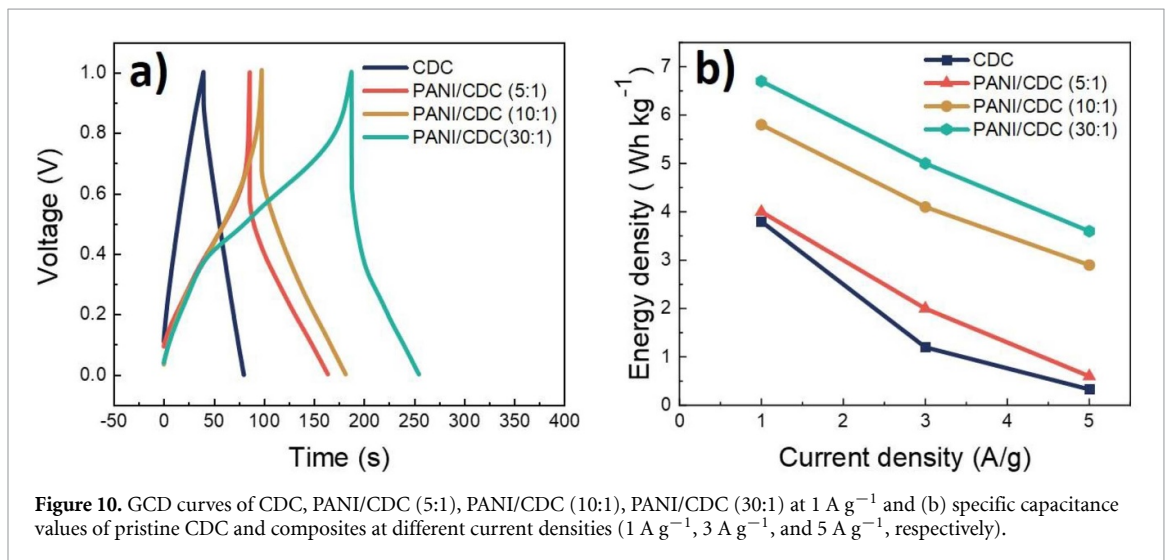 a)
CDC
PANI/CDC (5:1)
PANI/CDC (10:1)
PANI/CDC(30:1)
Voltage (V)
1.0
0.8
0.6
0.4
0.2
0.0
-50 0 50 100 150 200 250 300 350 400
Time (s)
b)
CDC
PANI/CDC (5:1)
PANI/CDC (10:1)
PANI/CDC (30:1)
Energy density ( Wh kg⁻¹)
7
6
5
4
3
2
1
0
0 1 2 3 4 5
Current density (A/g)
Figure 10. GCD curves of CDC, PANI/CDC (5:1), PANI/CDC (10:1), PANI/CDC (30:1) at 1 A g⁻¹ and (b) specific capacitance
values of pristine CDC and composites at different current densities (1 A g⁻¹, 3 A g⁻¹, and 5 A g⁻¹, respectively).